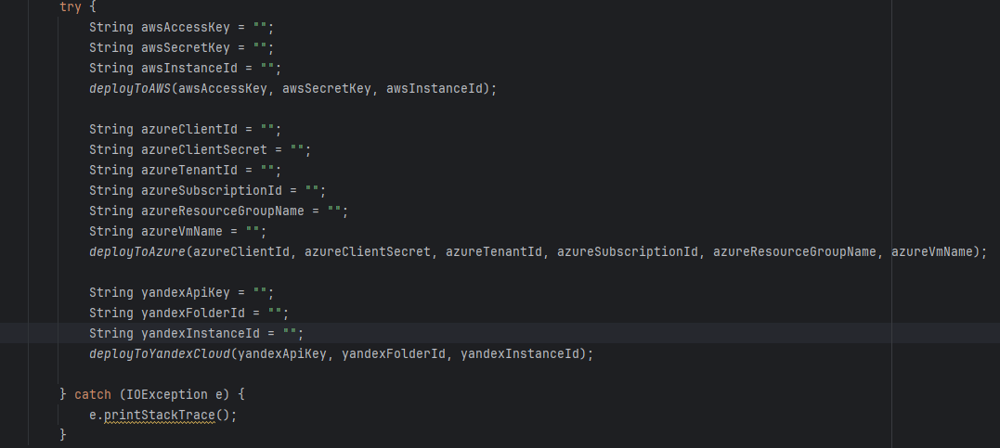 try {
String awsAccessKey = "";
String awsSecretKey = "";
String awsInstanceId = "";
deployToAWS(awsAccessKey, awsSecretKey, awsInstanceId);
String azureClientId = "";
String azureClientSecret = "";
String azureTenantId = "";
String azureSubscriptionId = "";
String azureResourceGroupName = "";
String azureVmName = "";
deployToAzure(azureClientId, azureClientSecret, azureTenantId, azureSubscriptionId, azureResourceGroupName, azureVmName);
String yandexApiKey = "";
String yandexFolderId = "";
String yandexInstanceId = "";
deployToYandexCloud(yandexApiKey, yandexFolderId, yandexInstanceId);
} catch (IOException e) {
e.printStackTrace();
}